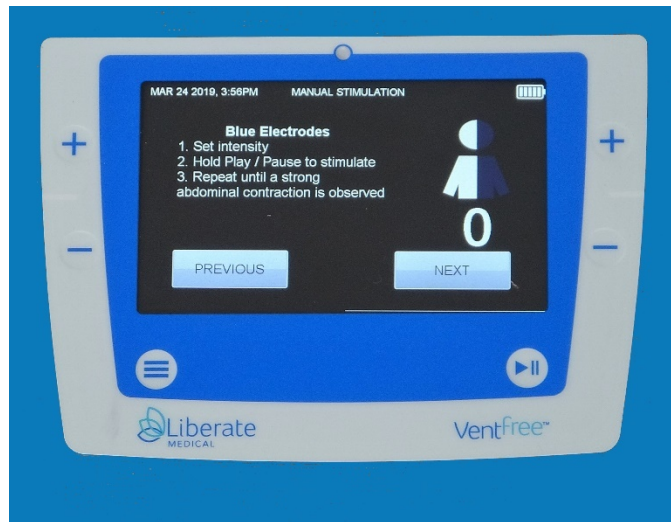 MAR 24 2019, 3:56PM MANUAL STIMULATION
Blue Electrodes
1. Set intensity
2. Hold Play / Pause to stimulate
3. Repeat until a strong
abdominal contraction is observed
0
PREVIOUS NEXT
Liberate
MEDICAL
VentFree™